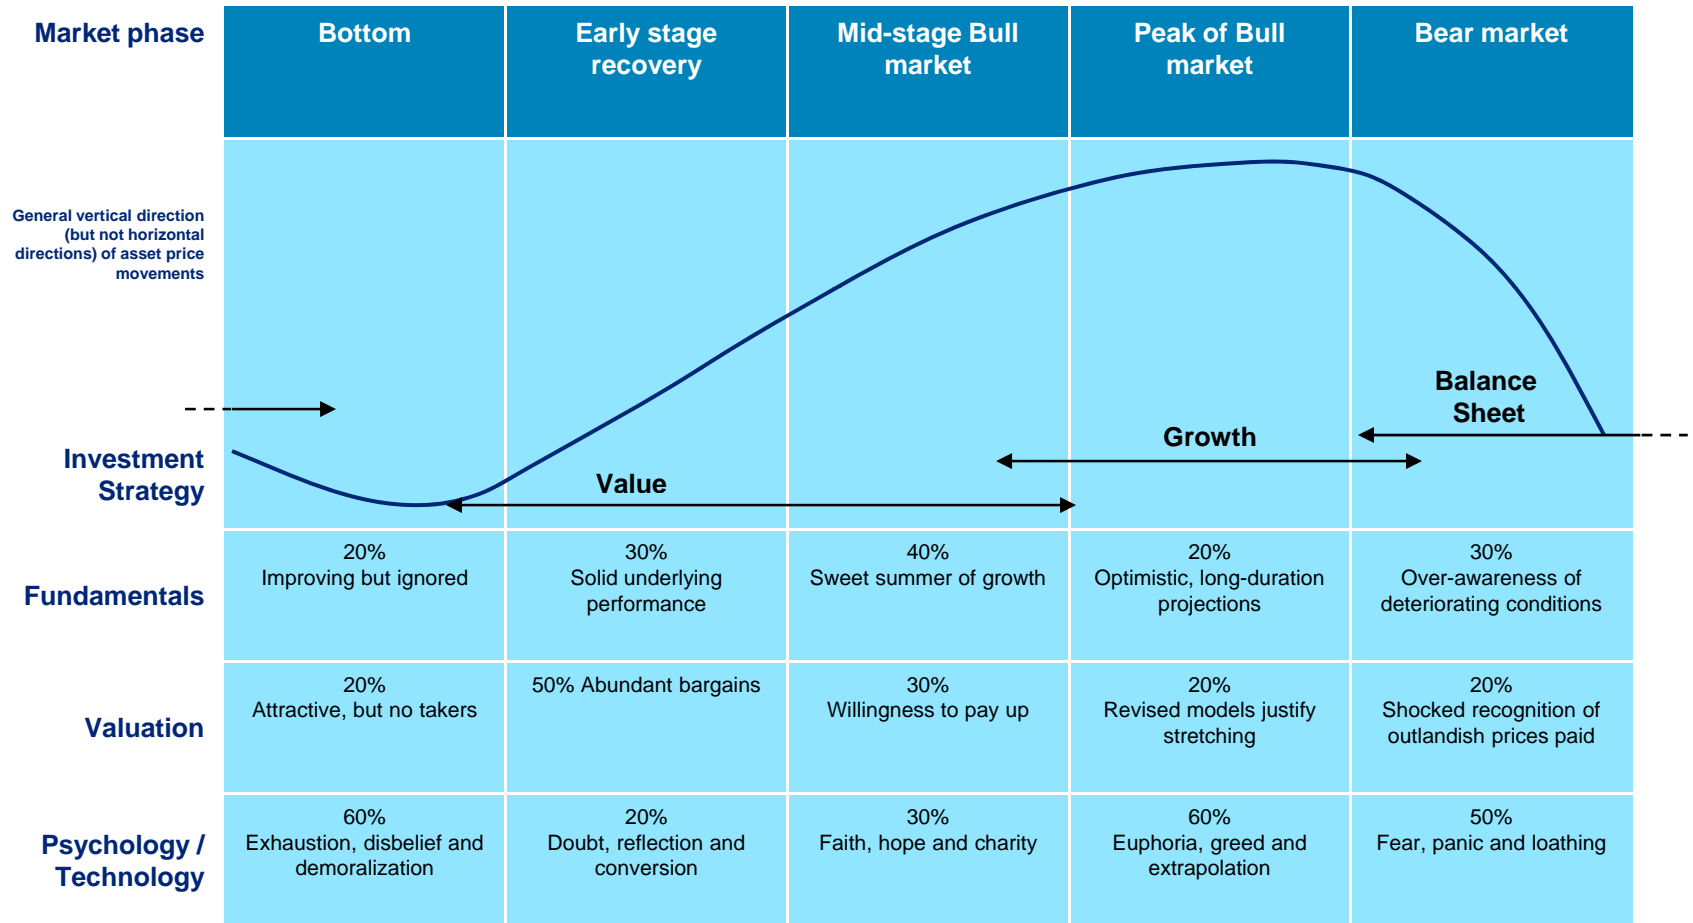 Market phase
Bottom
Early stage
recovery
Mid-stage Bull
market
Peak of Bull
market
Bear market
General vertical direction
(but not horizontal
directions) of asset price
movements
Balance
Sheet
Growth
Value
Investment
Strategy
Fundamentals
20%
Improving but ignored
30%
Solid underlying
performance
40%
Sweet summer of growth
20%
Optimistic, long-duration
projections
30%
Over-awareness of
deteriorating conditions
Valuation
20%
Attractive, but no takers
50% Abundant bargains
30%
Willingness to pay up
20%
Revised models justify
stretching
20%
Shocked recognition of
outlandish prices paid
Psychology /
Technology
60%
Exhaustion, disbelief and
demoralization
20%
Doubt, reflection and
conversion
30%
Faith, hope and charity
60%
Euphoria, greed and
extrapolation
50%
Fear, panic and loathing